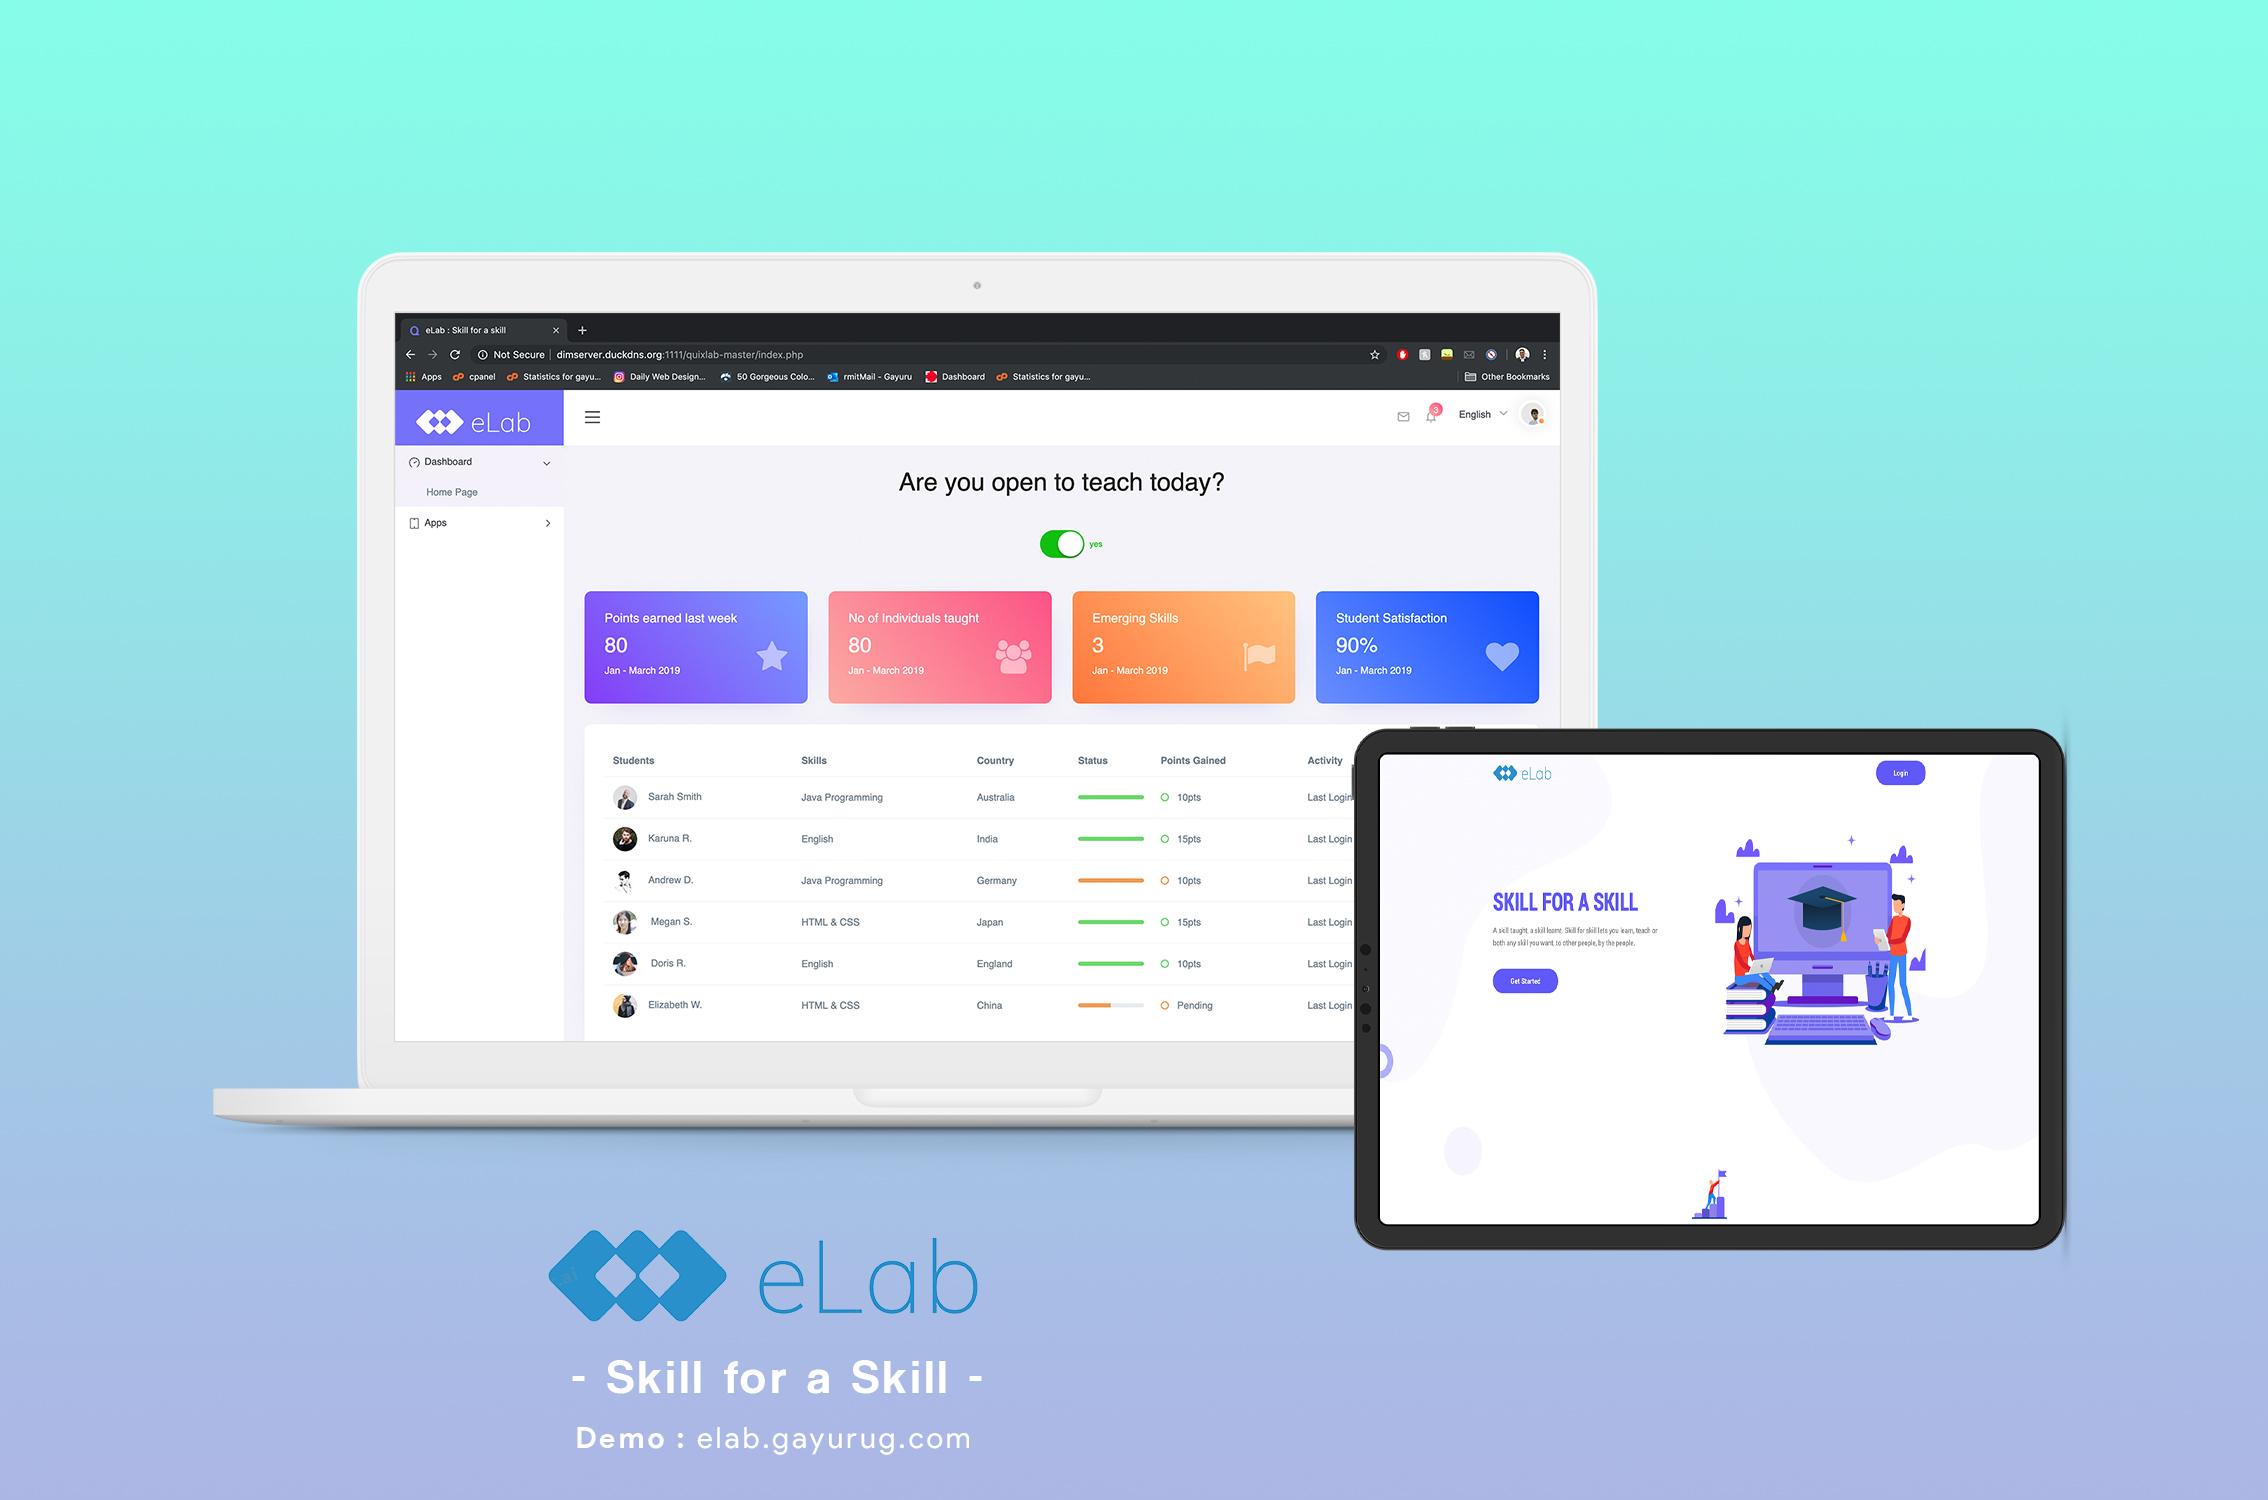 eLab : Skill for a skill
Not Secure | dimserver.duckdns.org:1111/quixlab-master/index.php
Apps cpanel Statistics for gayu... Daily Web Design... 50 Gorgeous Colo... rmitMail - Gayuru Dashboard Statistics for gayu... Other Bookmarks
eLab
3 English
Dashboard
Home Page
Apps
Are you open to teach today?
yes
Points earned last week
80
Jan - March 2019
No of Individuals taught
80
Jan - March 2019
Emerging Skills
3
Jan - March 2019
Student Satisfaction
90%
Jan - March 2019
Students Skills Country Status Points Gained Activity
Sarah Smith Java Programming Australia 10pts Last Login
Karuna R. English India 15pts Last Login
Andrew D. Java Programming Germany 10pts Last Login
Megan S. HTML & CSS Japan 15pts Last Login
Doris R. English England 10pts Last Login
Elizabeth W. HTML & CSS China Pending Last Login
eLab Login
SKILL FOR A SKILL
A skill taught, a skill learnt. Skill for skill lets you learn, teach or
both any skill you want, to other people, by the people.
Get Started
eLab
- Skill for a Skill -
Demo : elab.gayurug.com